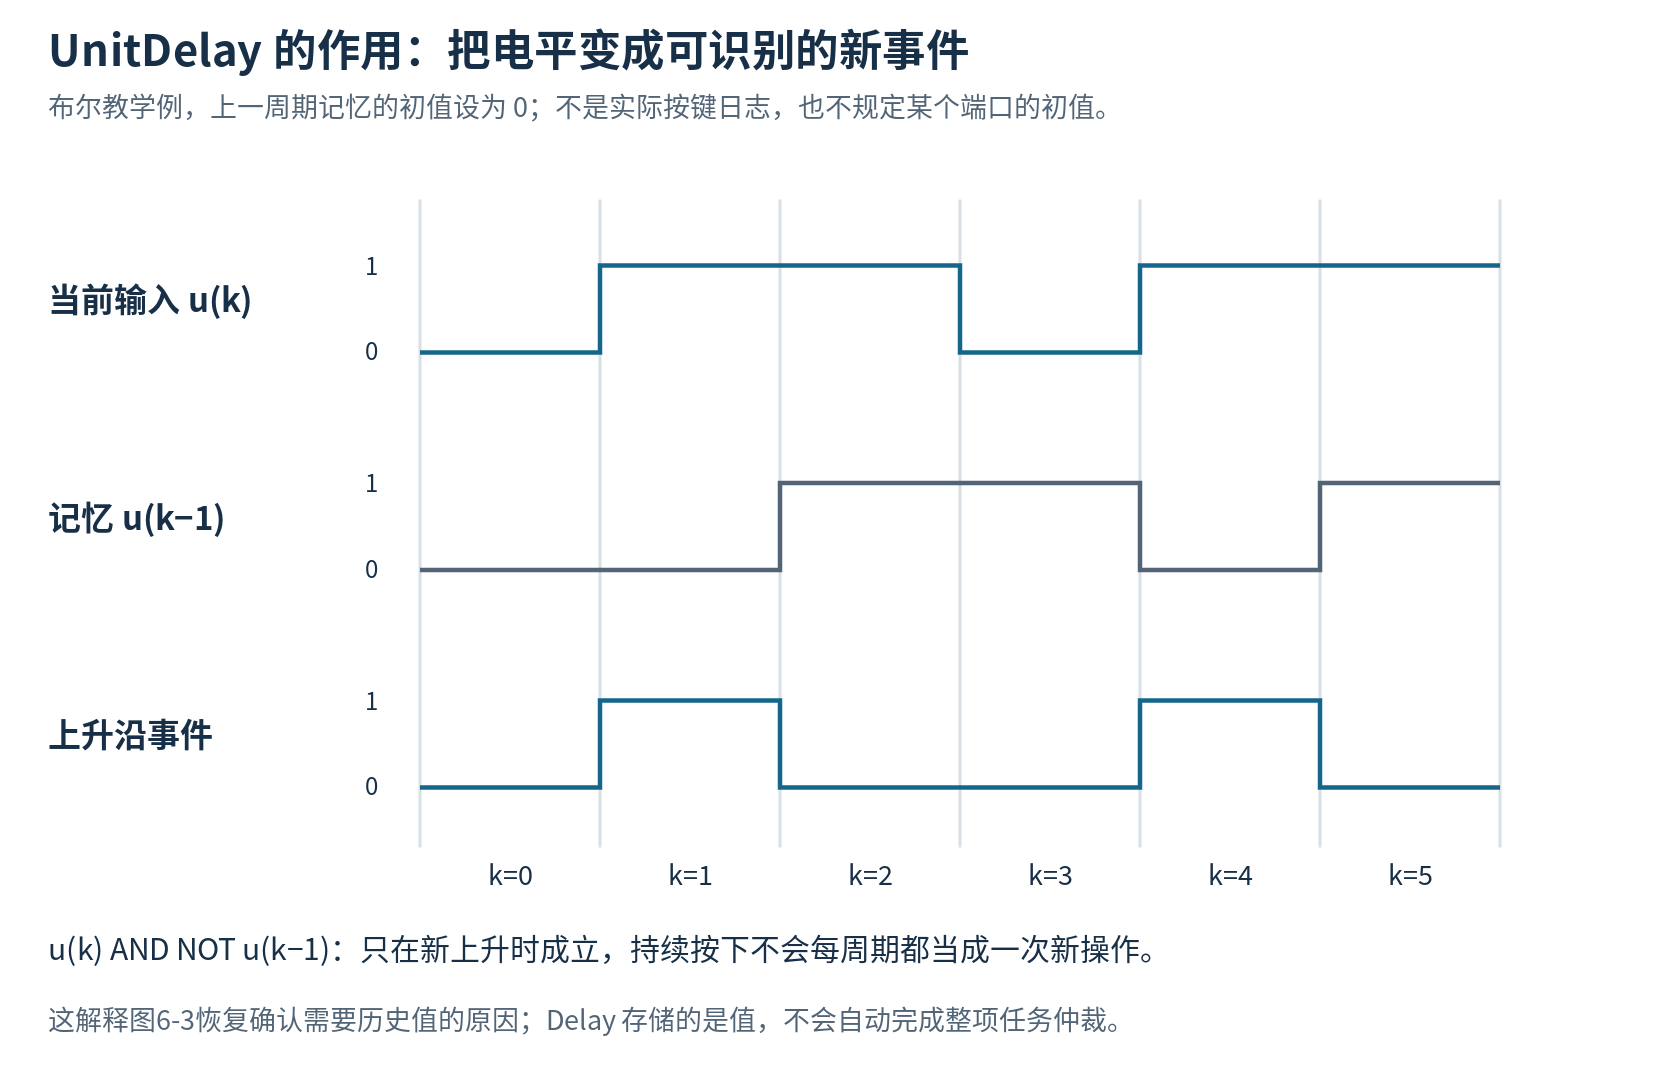 UnitDelay 的作用：把电平变成可识别的新事件
布尔教学例，上一周期记忆的初值设为 0；不是实际按键日志，也不规定某个端口的初值。
1
当前输入 u(k)
0
1
记忆 u(k−1)
0
1
上升沿事件
0
k=0 k=1 k=2 k=3 k=4 k=5
u(k) AND NOT u(k−1)：只在新上升时成立，持续按下不会每周期都当成一次新操作。
这解释图6-3恢复确认需要历史值的原因；Delay 存储的是值，不会自动完成整项任务仲裁。